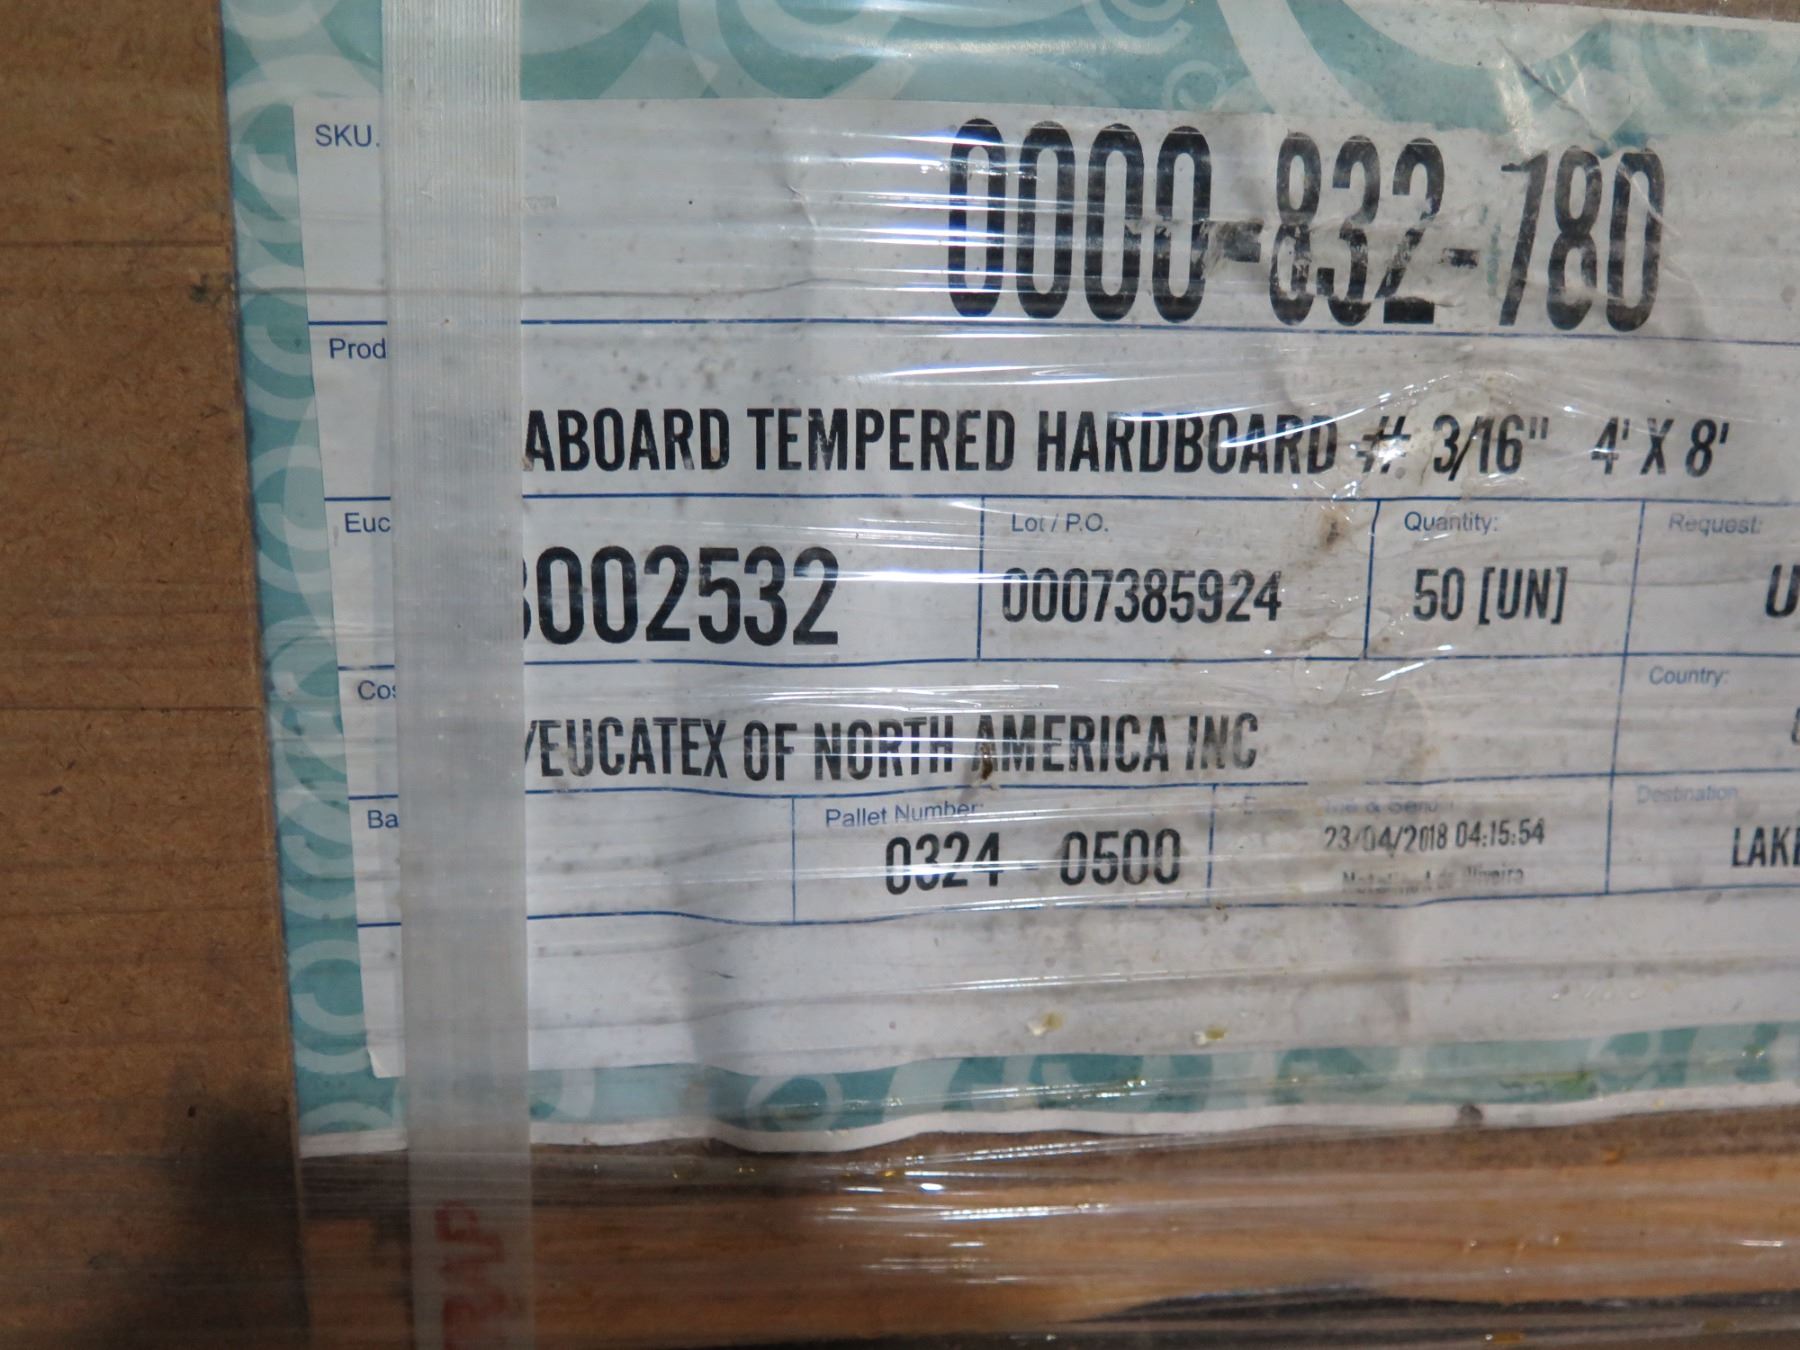 SKU.
0000-832-780
Prod
ABOARD TEMPERED HARDBOARD # 3/16" 4' X 8'
Euc Lot / P.O. Quantity: Request:
002532 0007385924 50 [UN] U
Cos Country:
/EUCATEX OF NORTH AMERICA INC
Ba Pallet Number: Destination
0324 - 0500 23/04/2018 04:15:54 LAKE